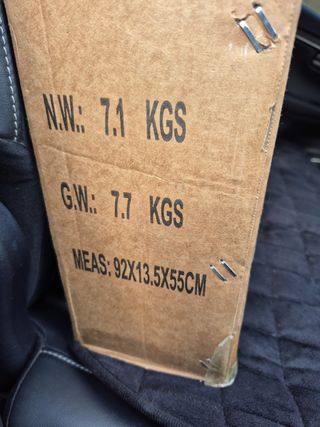 N.W.: 7.1 KGS
G.W.: 7.7 KGS
MEAS: 92X13.5X55CM